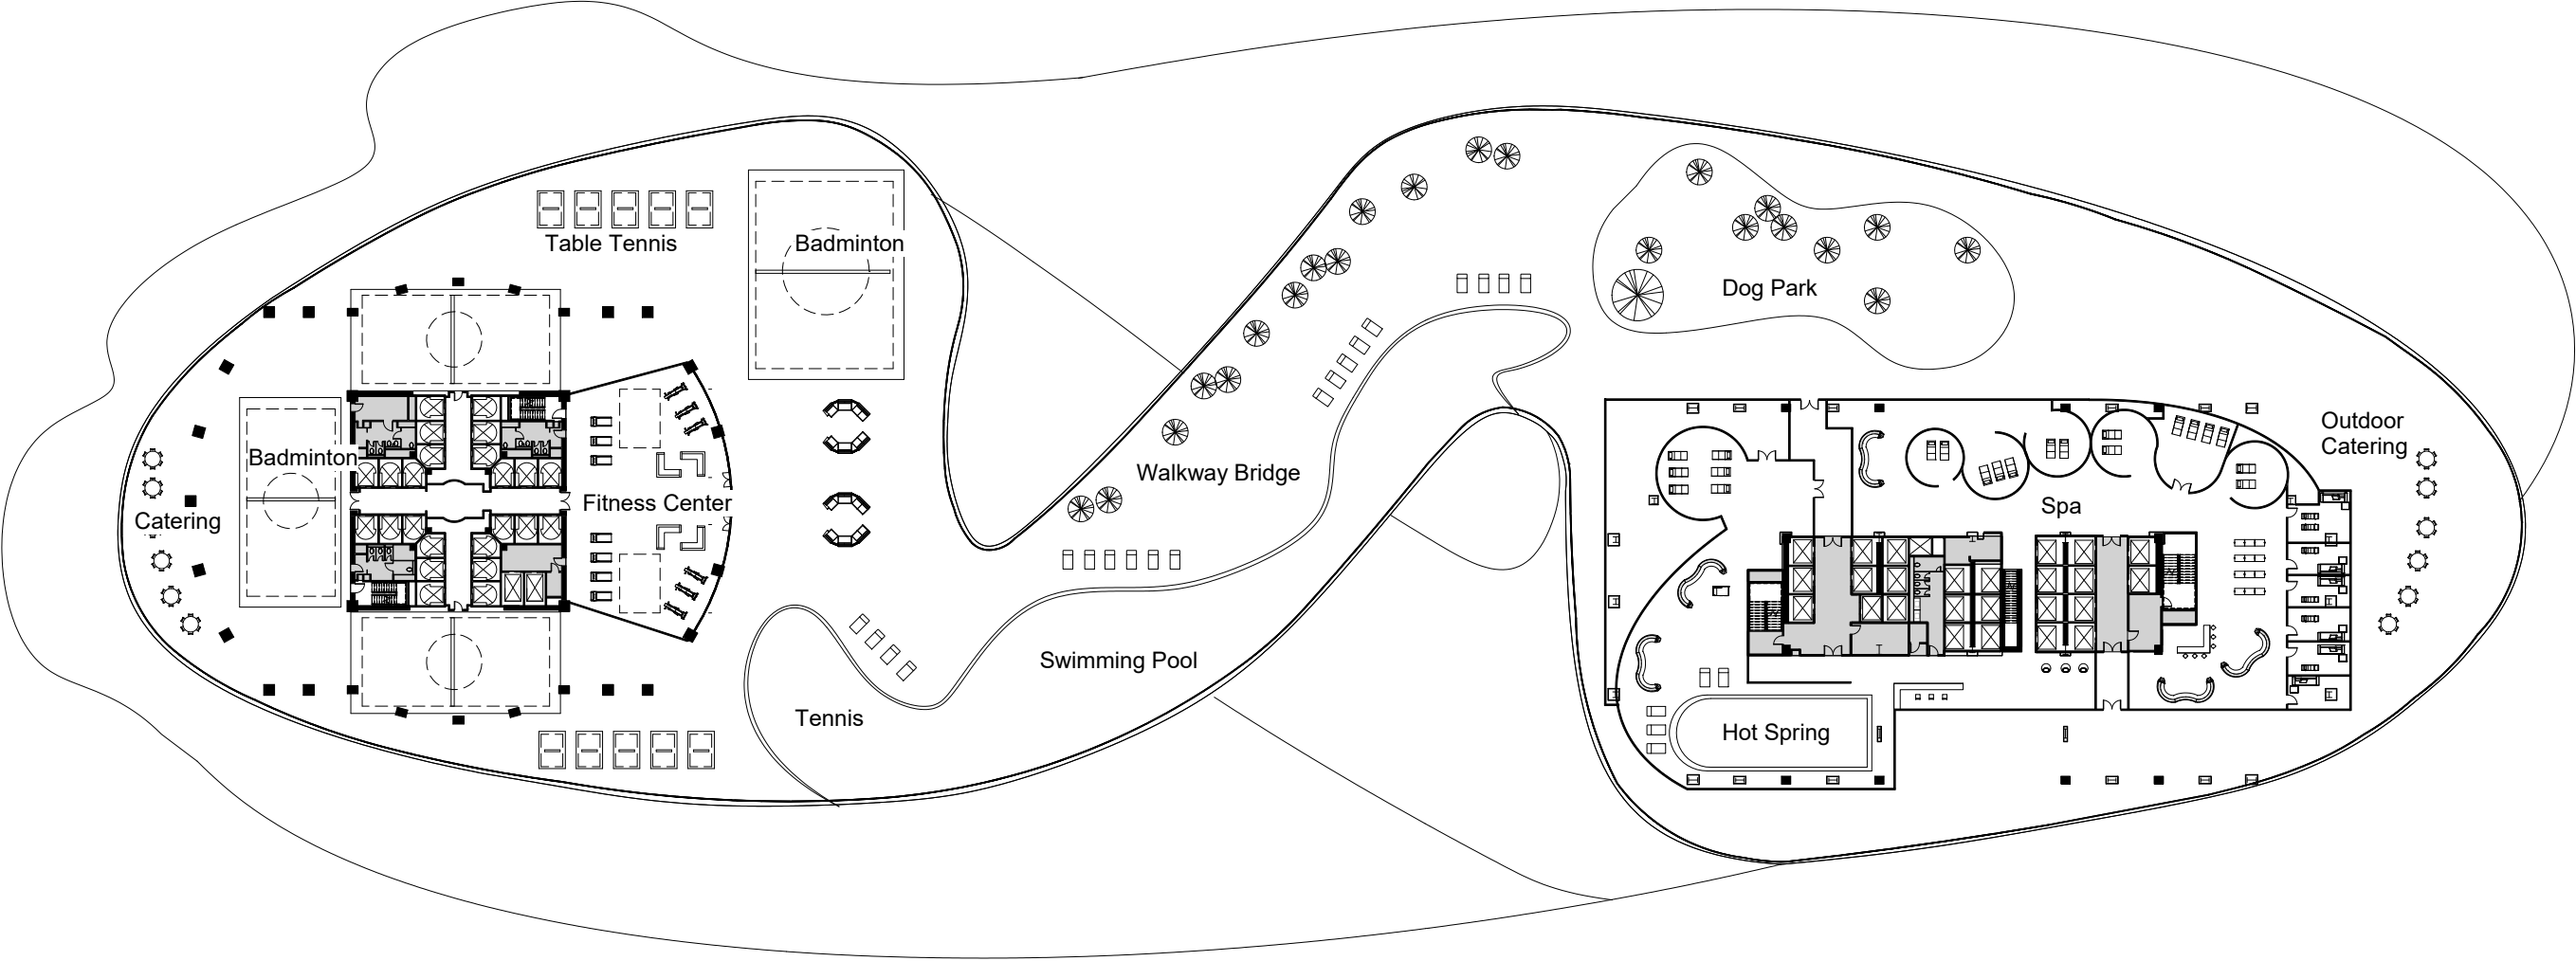 Table Tennis
Badminton
Dog Park
Outdoor
Catering
Badminton
Walkway Bridge
Fitness Center
Spa
Catering
Swimming Pool
Tennis
Hot Spring